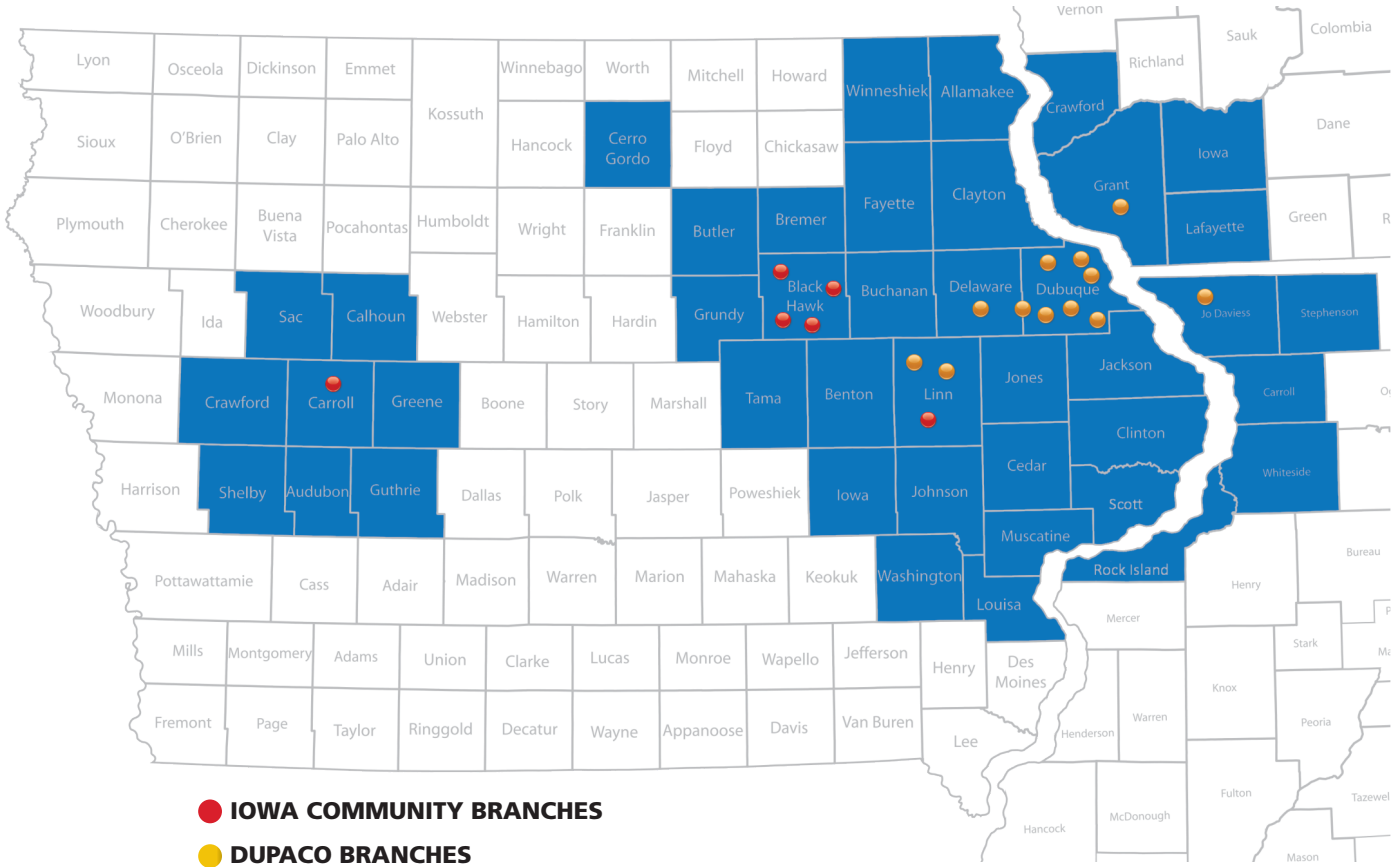 Vernon
Colombia
Sauk
Richland
Lyon
Osceola
Dickinson
Emmet
Winnebago
Worth
Mitchell
Howard
Winneshiek
Allamakee
Crawford
Kossuth
Dane
Sioux
O'Brien
Clay
Palo Alto
Hancock
Cerro
Gordo
Floyd
Chickasaw
Iowa
Grant
Fayette
Clayton
Plymouth
Cherokee
Buena
Vista
Pocahontas
Humboldt
Wright
Franklin
Butler
Bremer
Lafayette
Green
R
Woodbury
Ida
Sac
Calhoun
Webster
Hamilton
Hardin
Grundy
Black
Hawk
Buchanan
Delaware
Dubuque
Jo Daviess
Stephenson
Monona
Crawford
Carroll
Greene
Boone
Story
Marshall
Tama
Benton
Linn
Jones
Jackson
Carroll
Clinton
Harrison
Shelby
Audubon
Guthrie
Dallas
Polk
Jasper
Poweshiek
Iowa
Johnson
Cedar
Scott
Whiteside
Muscatine
Rock Island
Bureau
Henry
Pottawattamie
Cass
Adair
Madison
Warren
Marion
Mahaska
Keokuk
Washington
Louisa
Mercer
Stark
Mills
Montgomery
Adams
Union
Clarke
Lucas
Monroe
Wapello
Jefferson
Henry
Des
Moines
Knox
Peoria
Fremont
Page
Taylor
Ringgold
Decatur
Wayne
Appanoose
Davis
Van Buren
Lee
Henderson
Warren
Fulton
Tazewel
McDonough
Hancock
Mason
IOWA COMMUNITY BRANCHES
DUPACO BRANCHES